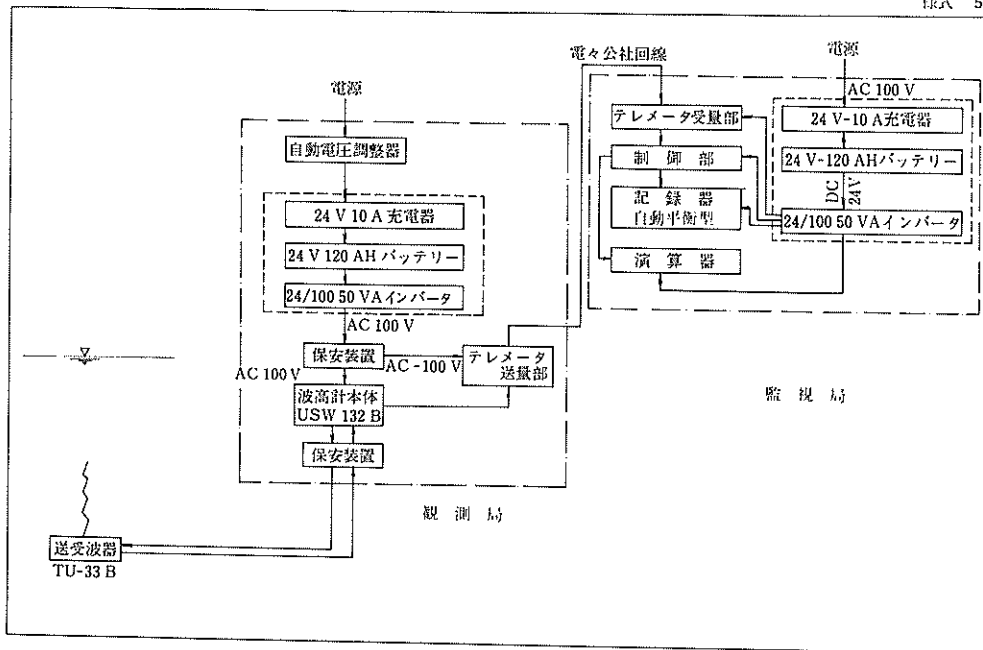 様式 5
電源
自動電圧調整器
24 V 10 A 充電器
24 V 120 AH バッテリー
24/100 50 VA インバータ
AC 100 V
保安装置
AC -100 V
テレメータ
送量部
AC 100 V
波高計本体
USW 132 B
保安装置
観測局
送受波器
TU-33 B
電々公社回線
電源
AC 100 V
テレメータ受量部
制御部
記録器
自動平衡型
演算器
24 V-10 A充電器
24 V-120 AHバッテリー
DC 24V
24/100 50 VAインバータ
監視局